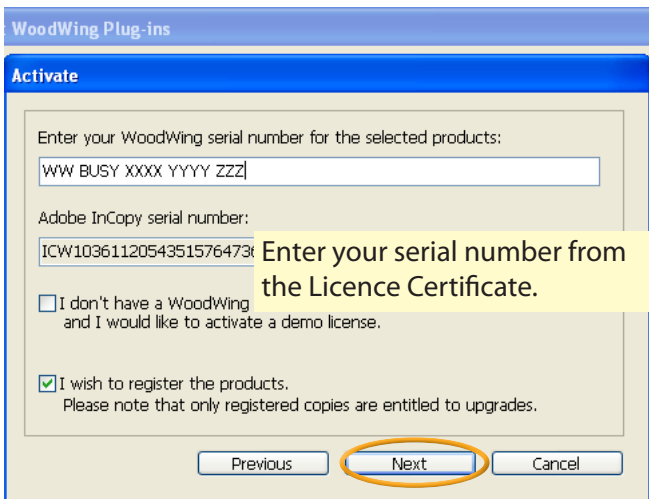 WoodWing Plug-ins
Activate
Enter your WoodWing serial number for the selected products:
WW BUSY XXXX YYYY ZZZ
Adobe InCopy serial number:
ICW1036112054351576473
Enter your serial number from
the Licence Certificate.
I don't have a WoodWing
and I would like to activate a demo license.
I wish to register the products.
Please note that only registered copies are entitled to upgrades.
Previous
Next
Cancel